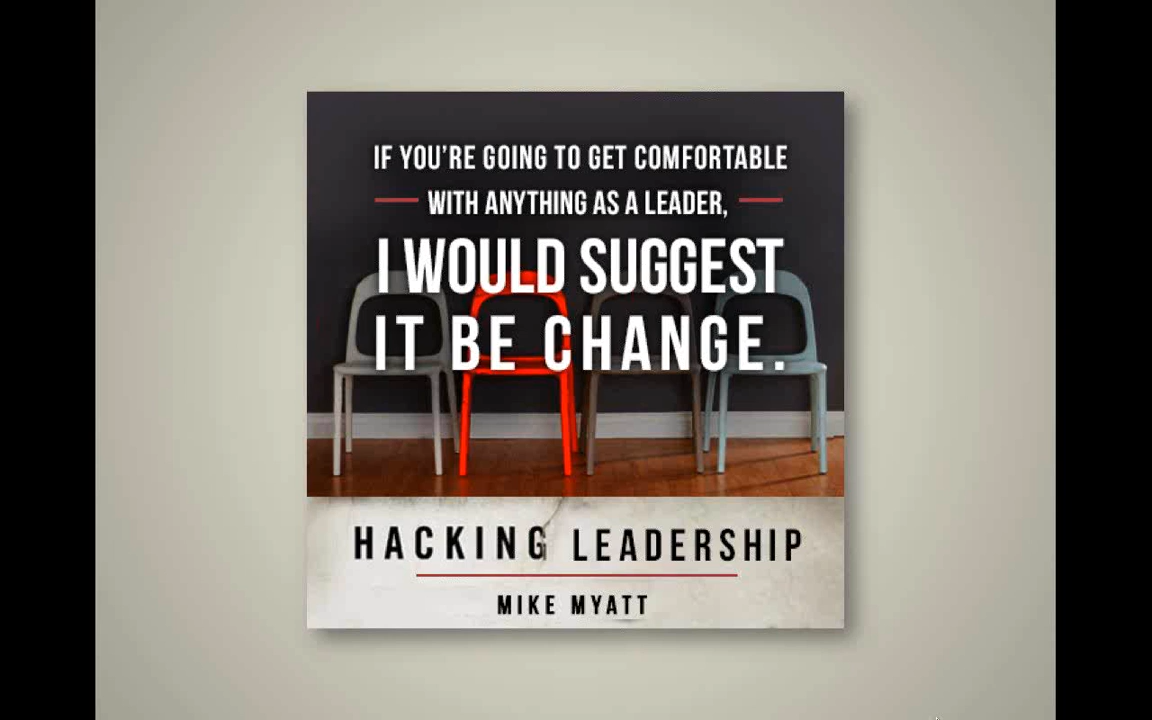 IF YOU'RE GOING TO GET COMFORTABLE
WITH ANYTHING AS A LEADER,
I WOULD SUGGEST
IT BE CHANGE.
HACKING LEADERSHIP
MIKE MYATT